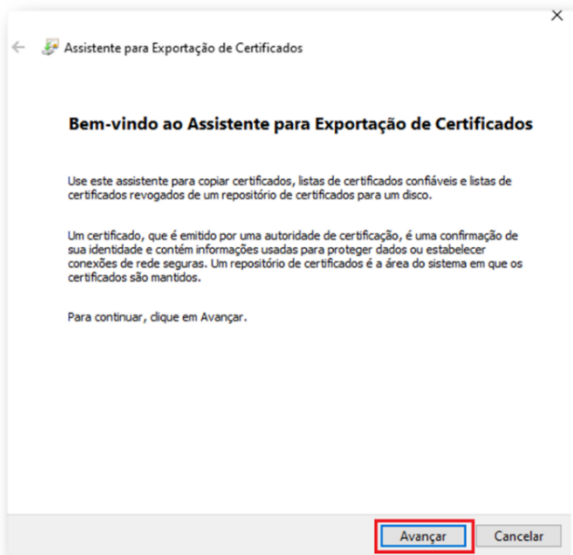 Assistente para Exportação de Certificados
Bem-vindo ao Assistente para Exportação de Certificados
Use este assistente para copiar certificados, listas de certificados confiáveis e listas de
certificados revogados de um repositório de certificados para um disco.
Um certificado, que é emitido por uma autoridade de certificação, é uma confirmação de
sua identidade e contém informações usadas para proteger dados ou estabelecer
conexões de rede seguras. Um repositório de certificados é a área do sistema em que os
certificados são mantidos.
Para continuar, clique em Avançar.
Avançar
Cancelar